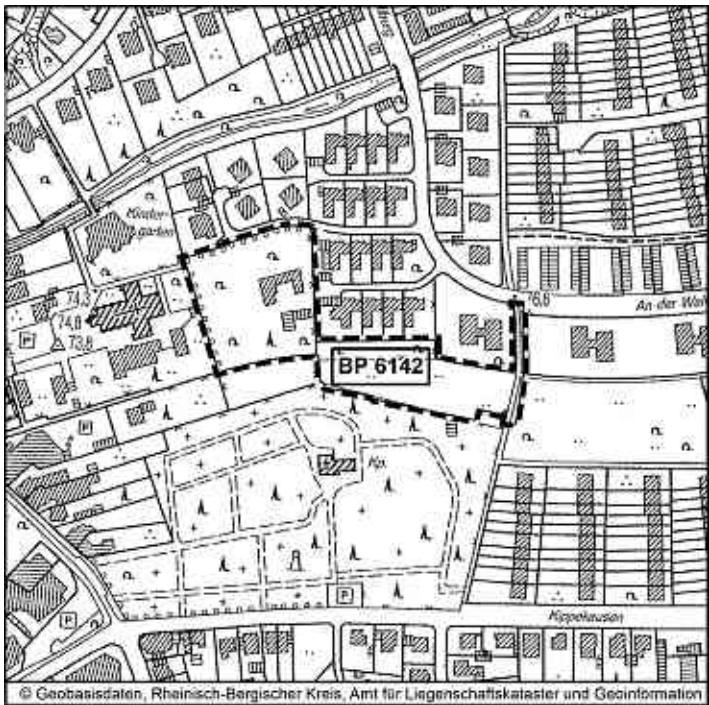 Kinder-
garten
74,3
74,8
73,8
P
76,8
An-der Wal
BP 6142
P
Kp.
P
P
Kippekausen
© Geobasisdaten, Rheinisch-Bergischer Kreis, Amt für Liegenschaftskataster und Geoinformation